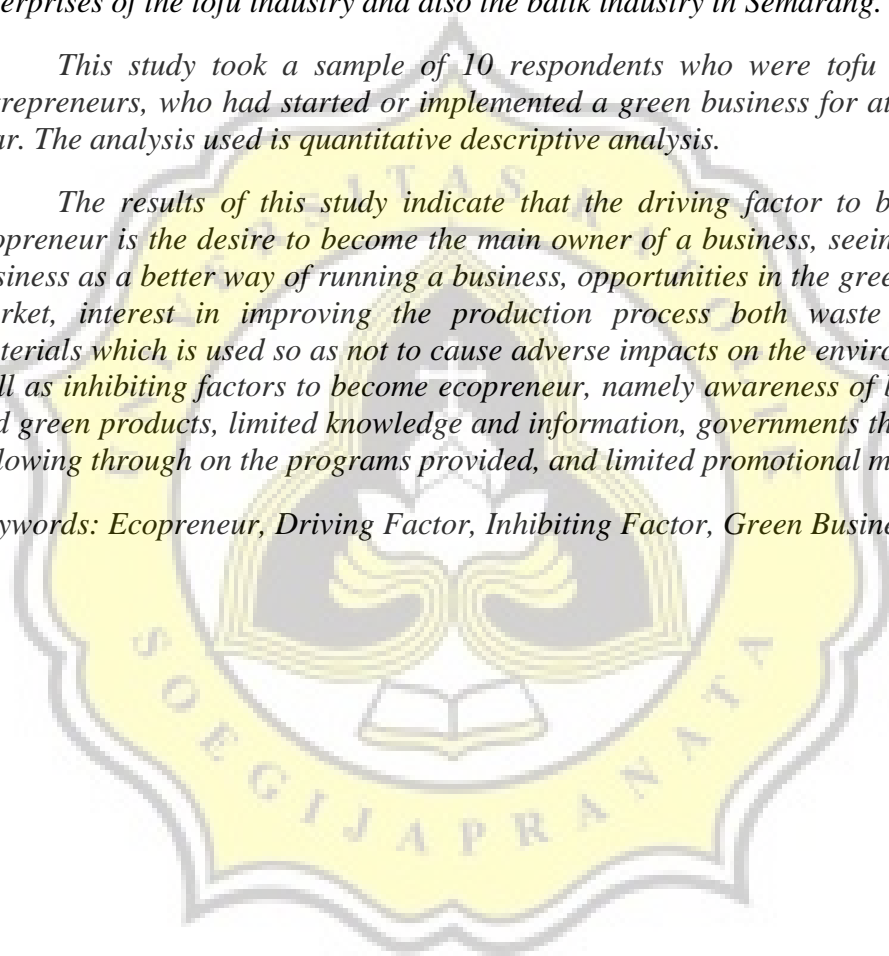 erprises of the tofu industry and also the batik industry in Semarang.
This study took a sample of 10 respondents who were tofu
trepreneurs, who had started or implemented a green business for at
ar. The analysis used is quantitative descriptive analysis.
The results of this study indicate that the driving factor to b
opreneur is the desire to become the main owner of a business, seein
siness as a better way of running a business, opportunities in the gree
rket, interest in improving the production process both waste
terials which is used so as not to cause adverse impacts on the enviro
ll as inhibiting factors to become ecopreneur, namely awareness of b
d green products, limited knowledge and information, governments th
lowing through on the programs provided, and limited promotional m
ywords: Ecopreneur, Driving Factor, Inhibiting Factor, Green Busine
UNIVERSITAS KATOLIK
SOEGIJAPRANATA